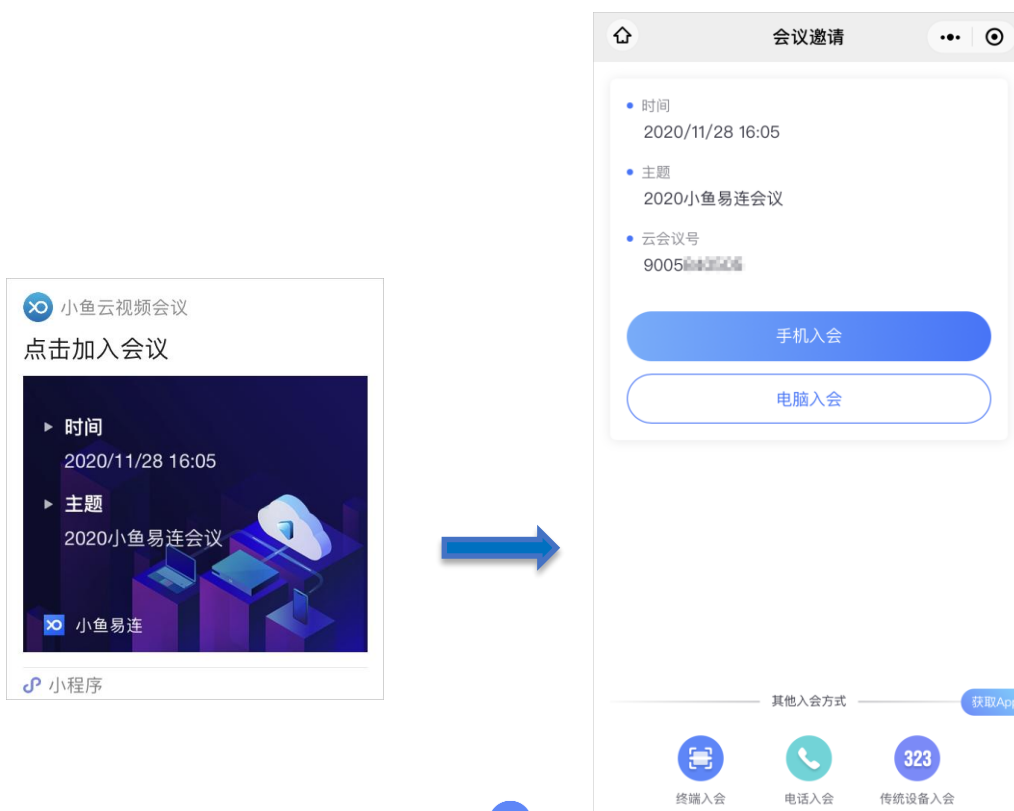 小鱼云视频会议
点击加入会议
时间
2020/11/28 16:05
主题
2020小鱼易连会议
小鱼易连
小程序
会议邀请
时间
2020/11/28 16:05
主题
2020小鱼易连会议
云会议号
9005
手机入会
电脑入会
其他入会方式
获取App
323
终端入会
电话入会
传统设备入会